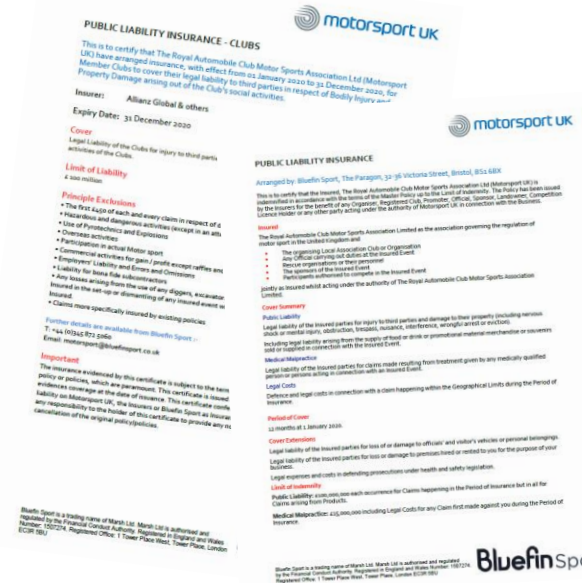 motorsport UK
PUBLIC LIABILITY INSURANCE - CLUBS
This is to certify that The Royal Automobile Club Motor Sports Association Ltd (Motorsport
UK) have arranged insurance, with effect from 01 January 2020 to 31 December 2020, for
Member Clubs to cover their legal liability to third parties in respect of Bodily Injury and
Property Damage arising out of the Club's social activities.
Insurer: Allianz Global & others
Expiry Date: 31 December 2020
Cover
Legal Liability of the Clubs for injury to third
activities of the Clubs.
Limit of Liability
£ 100 million
Principle Exclusions
• The first £450 of each and every claim in respect of
• Hazardous and dangerous activities (except in
• Use of Pyrotechnics and Explosions
• Overseas activities
• Participation in actual Motor sport
• Commercial activities for gain / profit except raffles and
• Employers' Liability and Errors and Omissions
• Liability for bona fide subcontractors
• Any losses arising from the use of any diggers,
Insured in the set-up or dismantling of any insured event
Insured.
• Claims more specifically insured by existing policies
Further details are available from Bluefin Sport :-
T: +44 (0)345 872 5060
Email: motorsport@bluefinsport.co.uk
Important
The insurance evidenced by this certificate is subject to the
policy or policies, which are paramount. This certificate is issued
evidences coverage at the date of issuance. This certificate
liability on Motorsport UK, the Insurers or Bluefin Sport as
any responsibility to the holder of this certificate to provide any
cancellation of the original policy/policies.
Bluefin Sport is a trading name of Marsh Ltd. Marsh Ltd is authorised and
regulated by the Financial Conduct Authority. Registered in England and Wales
Number: 1507274, Registered Office: 1 Tower Place West, Tower Place, London
EC3R 5BU
motorsport UK
PUBLIC LIABILITY INSURANCE
Arranged by: Bluefin Sport, The Paragon, 32-36 Victoria Street, Bristol, BS1 6BX
This is to certify that the Insured, The Royal Automobile Club Motor Sports Association Ltd (Motorsport UK) is
indemnified in accordance with the terms of the Master Policy up to the Limit of Indemnity. The Policy has been issued
by the Insurers for the benefit of any Organiser, Registered Club, Promoter, Official, Sponsor, Landowner, Competition
Licence Holder or any other party acting under the authority of Motorsport UK in connection with the Business.
Insured
The Royal Automobile Club Motor Sports Association Limited as the association governing the regulation of
motor sport in the United Kingdom and
• The organising Local Association Club or Organisation
• Any Official carrying out duties at the Insured Event
• Rescue organisations or their personnel
• The sponsors of the Insured Event
• Participants authorised to compete in the Insured Event
jointly as Insured whilst acting under the authority of The Royal Automobile Club Motor Sports Association
Limited.
Cover Summary
Public Liability
Legal liability of the Insured parties for injury to third parties and damage to their property (including nervous
shock or mental injury, obstruction, trespass, nuisance, interference, wrongful arrest or eviction).
Including legal liability arising from the supply of food or drink or promotional material merchandise or souvenirs
sold or supplied in connection with the Insured Event.
Medical Malpractice
Legal liability of the Insured parties for claims made resulting from treatment given by any medically qualified
person or persons acting in connection with an Insured Event.
Legal Costs
Defence and legal costs in connection with a claim happening within the Geographical Limits during the Period of
Insurance.
Period of Cover
12 months at 1 January 2020.
Cover Extensions
Legal liability of the Insured parties for loss of or damage to officials' and visitor's vehicles or personal belongings
Legal liability of the Insured parties for loss of or damage to premises hired or rented to you for the purpose of your
business.
Legal expenses and costs in defending prosecutions under health and safety legislation.
Limit of Indemnity
Public Liability: £100,000,000 each occurrence for Claims happening in the Period of Insurance but in all for
Claims arising from Products.
Medical Malpractice: £15,000,000 including Legal Costs for any Claim first made against you during the Period of
Insurance.
Bluefin Sport is a trading name of Marsh Ltd. Marsh Ltd is authorised and regulated
by the Financial Conduct Authority. Registered in England and Wales Number: 1507274,
Registered Office: 1 Tower Place West, Tower Place, London EC3R 5BU
Bluefin